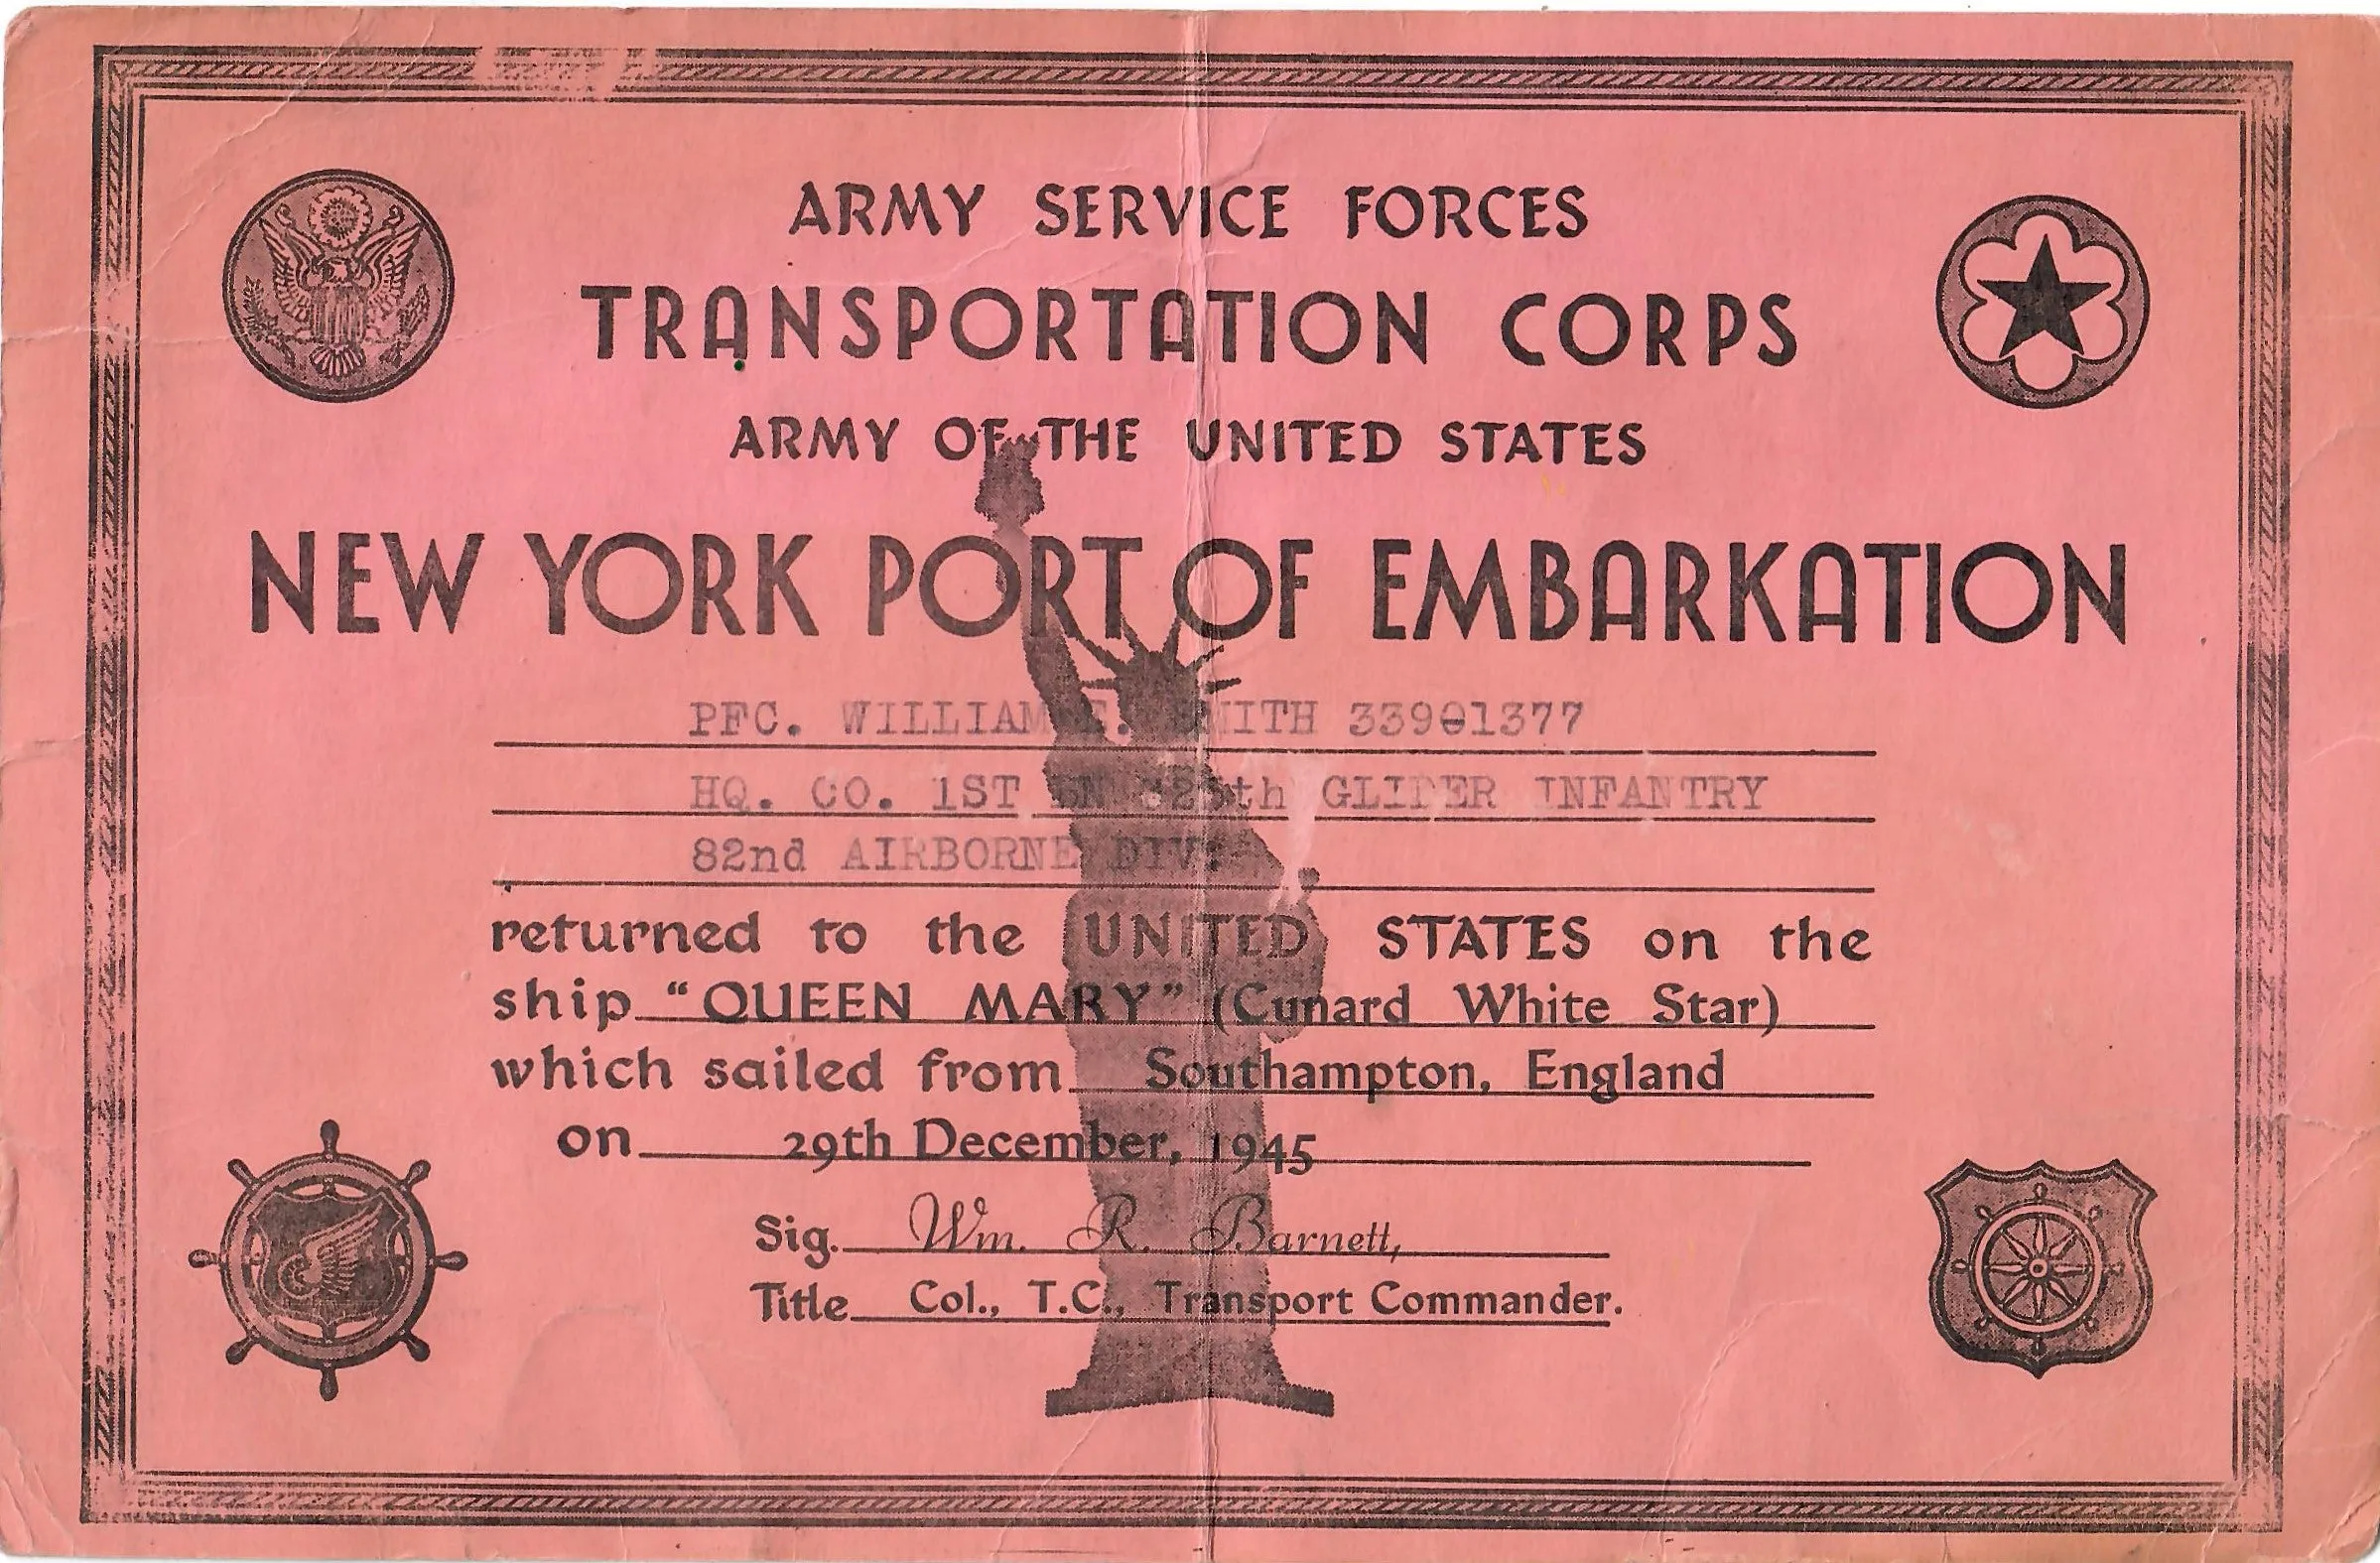 ARMY SERVICE FORCES
TRANSPORTATION CORPS
ARMY OF THE UNITED STATES
NEW YORK PORT OF EMBARKATION
PFC. WILLIAM F. SMITH 33901377
HQ. CO. 1ST BN 325th GLIDER INFANTRY
82nd AIRBORNE DIV.
returned to the UNITED STATES on the
ship "QUEEN MARY" (Cunard White Star)
which sailed from Southampton, England
on 29th December, 1945
Sig. Wm. R. Barnett,
Title Col., T.C., Transport Commander.